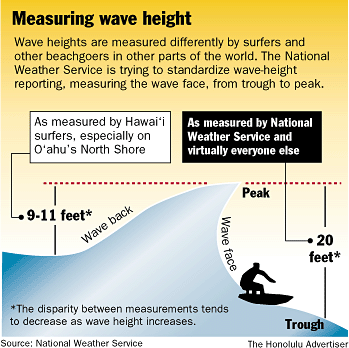 Measuring wave height
Wave heights are measured differently by surfers and
other beachgoers in other parts of the world. The National
Weather Service is trying to standardize wave-height
reporting, measuring the wave face, from trough to peak.
As measured by Hawai‘i
surfers, especially on
O‘ahu's North Shore
As measured by National
Weather Service and
virtually everyone else
Peak
9-11 feet*
Wave back
Wave face
20
feet*
*The disparity between measurements tends
to decrease as wave height increases.
Trough
Source: National Weather Service
The Honolulu Advertiser